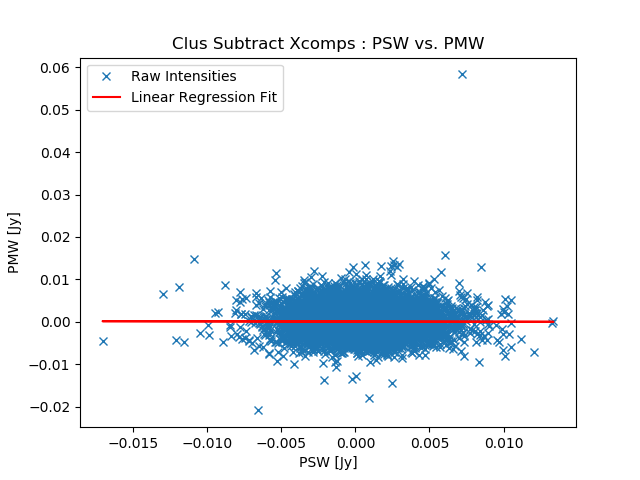 Clus Subtract Xcomps : PSW vs. PMW
Raw Intensities
Linear Regression Fit
0.06
0.05
0.04
0.03
0.02
0.01
0.00
−0.01
−0.02
PMW [Jy]
−0.015 −0.010 −0.005 0.000 0.005 0.010
PSW [Jy]